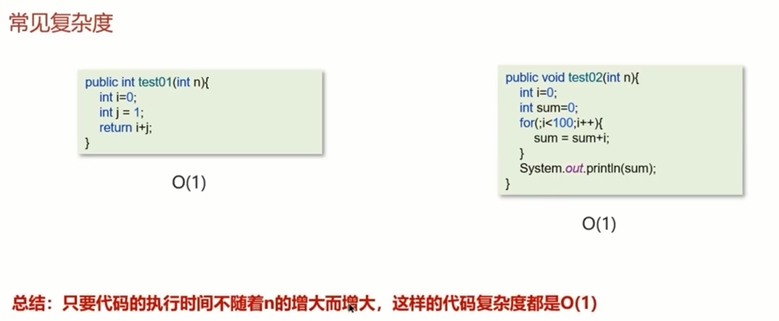 常见复杂度
public int test01(int n){
int i=0;
int j = 1;
return i+j;
}
O(1)
public void test02(int n){
int i=0;
int sum=0;
for(;i<100;i++){
sum = sum+i;
}
System.out.println(sum);
}
O(1)
总结：只要代码的执行时间不随着n的增大而增大，这样的代码复杂度都是O(1)